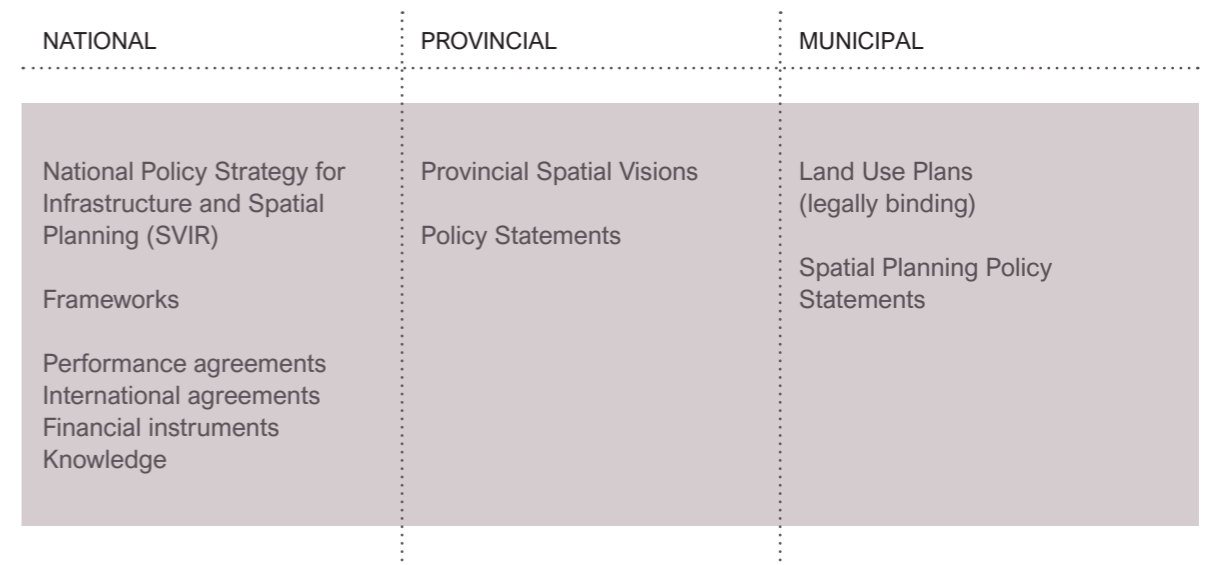 NATIONAL
PROVINCIAL
MUNICIPAL
National Policy Strategy for
Infrastructure and Spatial
Planning (SVIR)
Frameworks
Performance agreements
International agreements
Financial instruments
Knowledge
Provincial Spatial Visions
Policy Statements
Land Use Plans
(legally binding)
Spatial Planning Policy
Statements